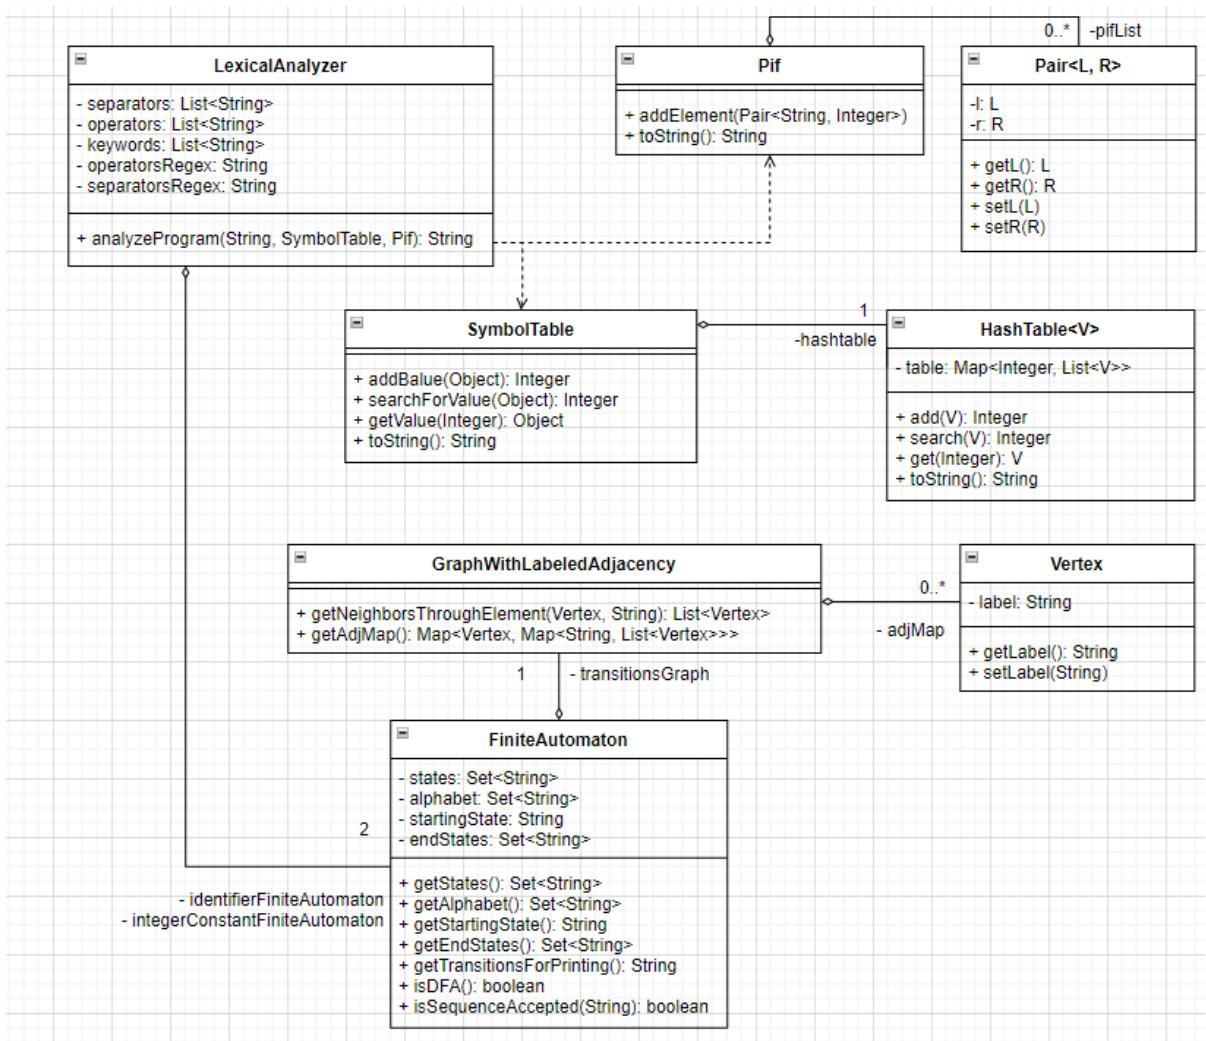 0..*
-pifList
LexicalAnalyzer
- separators: List<String>
- operators: List<String>
- keywords: List<String>
- operatorsRegex: String
- separatorsRegex: String
+ analyzeProgram(String, SymbolTable, Pif): String
Pif
+ addElement(Pair<String, Integer>)
+ toString(): String
Pair<L, R>
-l: L
-r: R
+ getL(): L
+ getR(): R
+ setL(L)
+ setR(R)
SymbolTable
+ addBalue(Object): Integer
+ searchForValue(Object): Integer
+ getValue(Integer): Object
+ toString(): String
1
-hashtable
HashTable<V>
- table: Map<Integer, List<V>>
+ add(V): Integer
+ search(V): Integer
+ get(Integer): V
+ toString(): String
GraphWithLabeledAdjacency
+ getNeighborsThroughElement(Vertex, String): List<Vertex>
+ getAdjMap(): Map<Vertex, Map<String, List<Vertex>>>
0..*
- adjMap
Vertex
- label: String
+ getLabel(): String
+ setLabel(String)
1
- transitionsGraph
FiniteAutomaton
- states: Set<String>
- alphabet: Set<String>
- startingState: String
- endStates: Set<String>
+ getStates(): Set<String>
+ getAlphabet(): Set<String>
+ getStartingState(): String
+ getEndStates(): Set<String>
+ getTransitionsForPrinting(): String
+ isDFA(): boolean
+ isSequenceAccepted(String): boolean
2
- identifierFiniteAutomaton
- integerConstantFiniteAutomaton